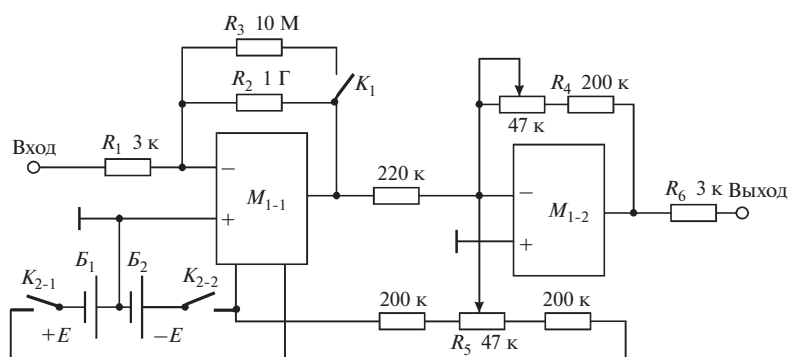 R₃ 10 М
R₂ 1 Г
K₁
R₄ 200 к
47 к
Вход
R₁ 3 к
−
+
M₁₋₁
220 к
−
+
M₁₋₂
R₆ 3 к
Выход
Б₁
Б₂
K₂₋₁
K₂₋₂
+E
−E
200 к
R₅ 47 к
200 к